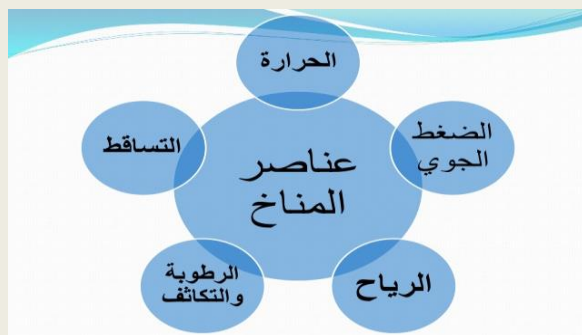 الحرارة
الضغط
الجوي
التساقط
عناصر
المناخ
الرياح
الرطوبة
والتكاثف